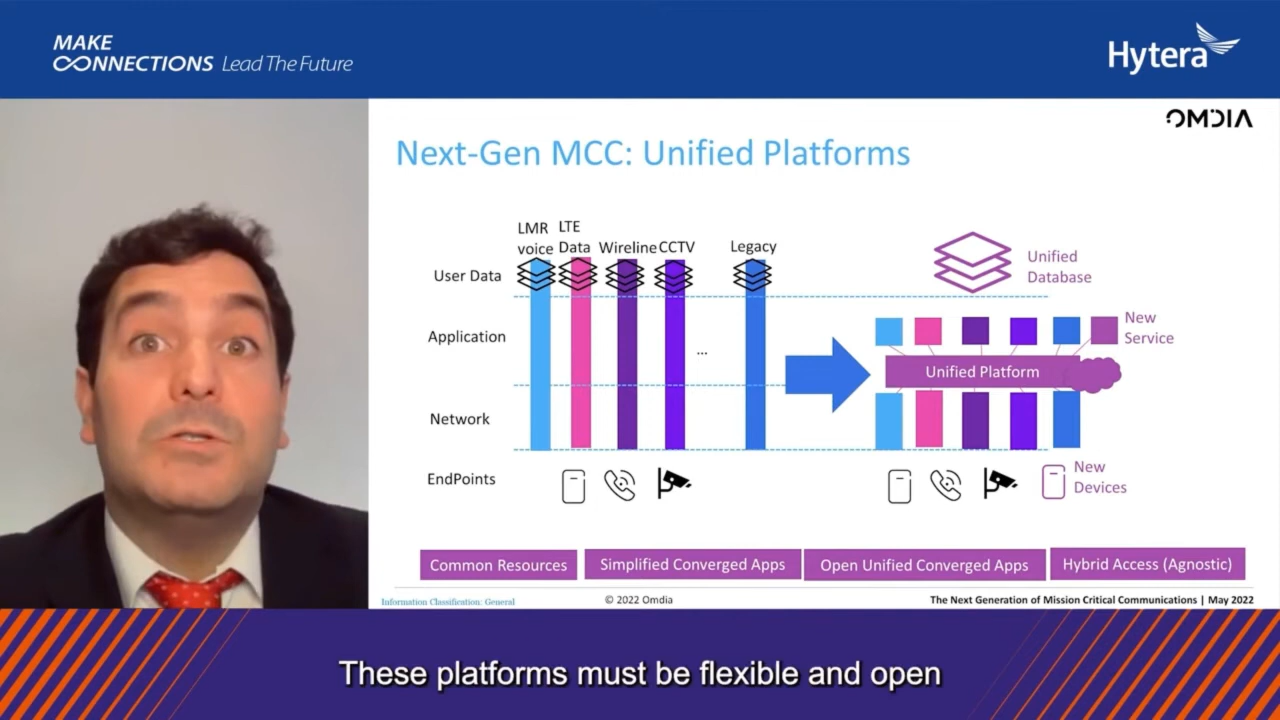 MAKE
CONNECTIONS Lead The Future
Hytera
OMDIA
Next-Gen MCC: Unified Platforms
LMR voice
LTE Data
Wireline
CCTV
...
Legacy
User Data
Application
Network
EndPoints
Unified Database
New Service
Unified Platform
New Devices
Common Resources
Simplified Converged Apps
Open Unified Converged Apps
Hybrid Access (Agnostic)
Information Classification: General
© 2022 Omdia
The Next Generation of Mission Critical Communications | May 2022
These platforms must be flexible and open